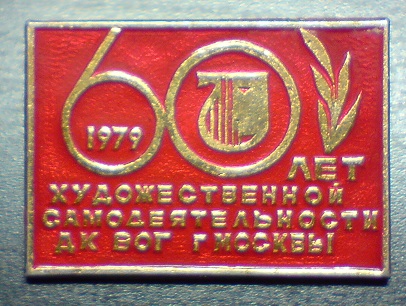 60
1979
ЛЕТ
ХУДОЖЕСТВЕННОЙ
САМОДЕЯТЕЛЬНОСТИ
ДК ВОГ Г МОСКВЫ